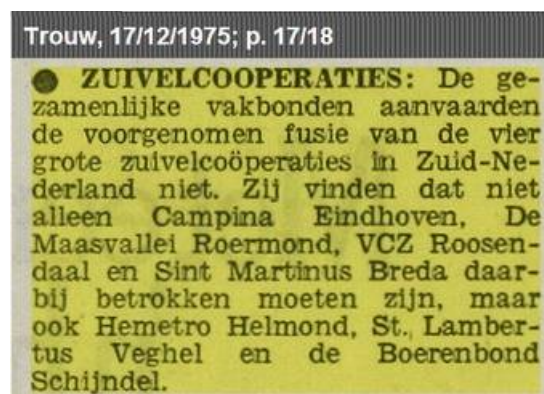 Trouw, 17/12/1975; p. 17/18
● ZUIVELCOOPERATIES: De ge-
zamenlijke vakbonden aanvaarden
de voorgenomen fusie van de vier
grote zuivelcoöperaties in Zuid-Ne-
derland niet. Zij vinden dat niet
alleen Campina Eindhoven, De
Maasvallei Roermond, VCZ Roosen-
daal en Sint Martinus Breda daar-
bij betrokken moeten zijn, maar
ook Hemetro Helmond, St. Lamber-
tus Veghel en de Boerenbond
Schijndel.